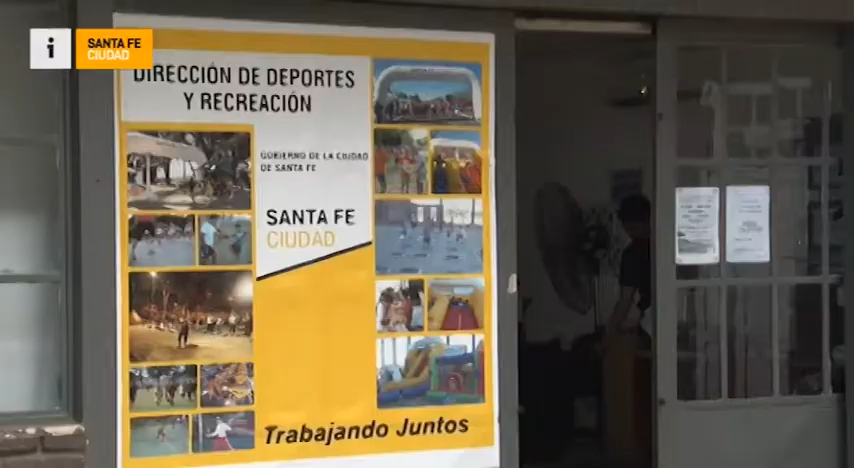 i
SANTA FE
CIUDAD
DIRECCIÓN DE DEPORTES
Y RECREACIÓN
GOBIERNO DE LA CIUDAD
DE SANTA FE
SANTA FE
CIUDAD
Trabajando Juntos